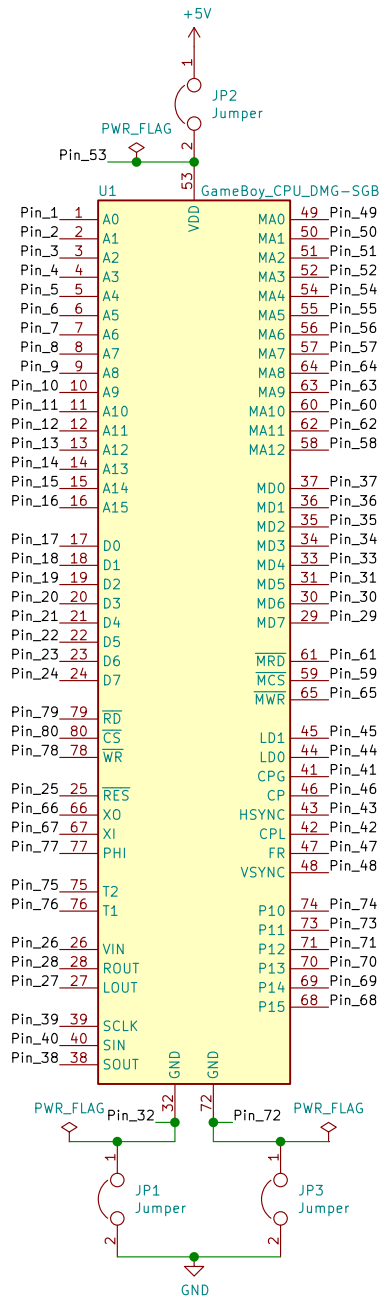 +5V
1
JP2
Jumper
PWR_FLAG
2
Pin_53
53
U1 GameBoy_CPU_DMG-SGB
VDD
Pin_1 1 A0 MA0 49 Pin_49
Pin_2 2 A1 MA1 50 Pin_50
Pin_3 3 A2 MA2 51 Pin_51
Pin_4 4 A3 MA3 52 Pin_52
Pin_5 5 A4 MA4 54 Pin_54
Pin_6 6 A5 MA5 55 Pin_55
Pin_7 7 A6 MA6 56 Pin_56
Pin_8 8 A7 MA7 57 Pin_57
Pin_9 9 A8 MA8 64 Pin_64
Pin_10 10 A9 MA9 63 Pin_63
Pin_11 11 A10 MA10 60 Pin_60
Pin_12 12 A11 MA11 62 Pin_62
Pin_13 13 A12 MA12 58 Pin_58
Pin_14 14 A13
Pin_15 15 A14 MD0 37 Pin_37
Pin_16 16 A15 MD1 36 Pin_36
MD2 35 Pin_35
Pin_17 17 D0 MD3 34 Pin_34
Pin_18 18 D1 MD4 33 Pin_33
Pin_19 19 D2 MD5 31 Pin_31
Pin_20 20 D3 MD6 30 Pin_30
Pin_21 21 D4 MD7 29 Pin_29
Pin_22 22 D5
Pin_23 23 D6 MRD 61 Pin_61
Pin_24 24 D7 MCS 59 Pin_59
MWR 65 Pin_65
Pin_79 79 RD
Pin_80 80 CS LD1 45 Pin_45
Pin_78 78 WR LD0 44 Pin_44
CPG 41 Pin_41
Pin_25 25 RES CP 46 Pin_46
Pin_66 66 XO HSYNC 43 Pin_43
Pin_67 67 XI CPL 42 Pin_42
Pin_77 77 PHI FR 47 Pin_47
VSYNC 48 Pin_48
Pin_75 75 T2
Pin_76 76 T1 P10 74 Pin_74
P11 73 Pin_73
Pin_26 26 VIN P12 71 Pin_71
Pin_28 28 ROUT P13 70 Pin_70
Pin_27 27 LOUT P14 69 Pin_69
P15 68 Pin_68
Pin_39 39 SCLK
Pin_40 40 SIN
Pin_38 38 SOUT
GND GND
32 72
PWR_FLAG Pin_32 Pin_72 PWR_FLAG
1 1
JP1 JP3
Jumper Jumper
2 2
GND